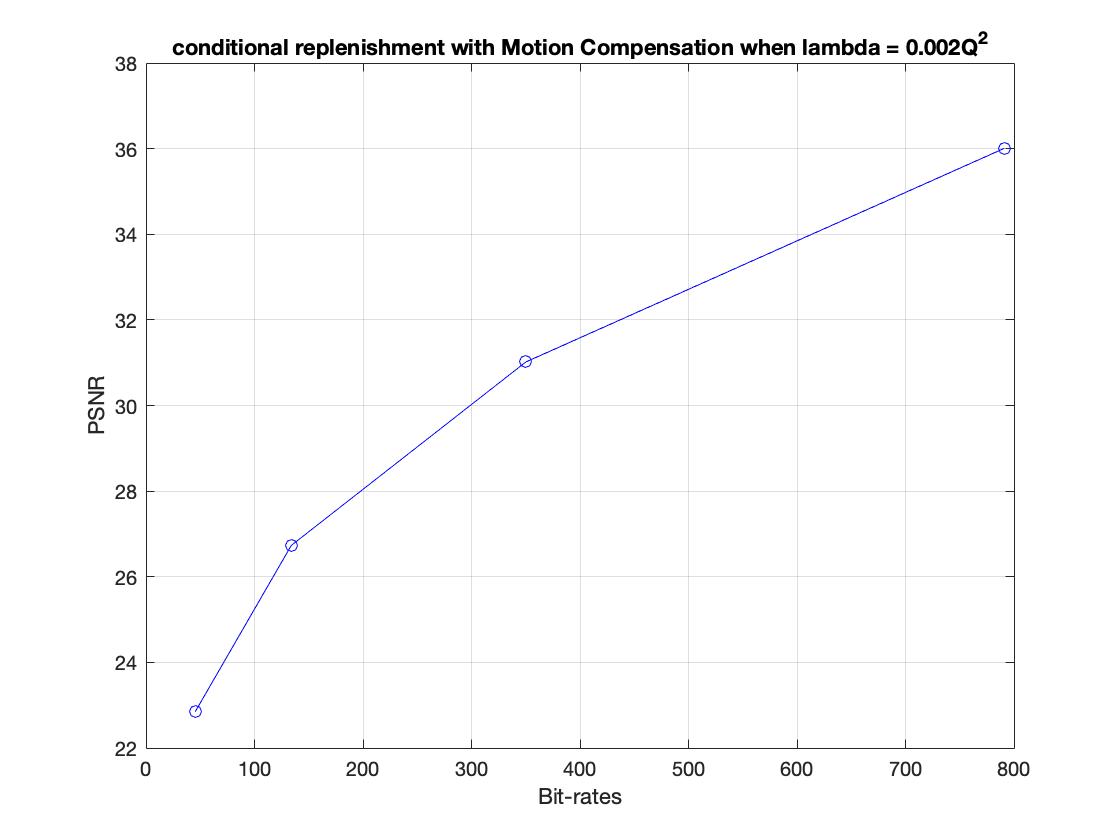 conditional replenishment with Motion Compensation when lambda = 0.002Q²
38
36
34
32
30
28
26
24
22
PSNR
0 100 200 300 400 500 600 700 800
Bit-rates